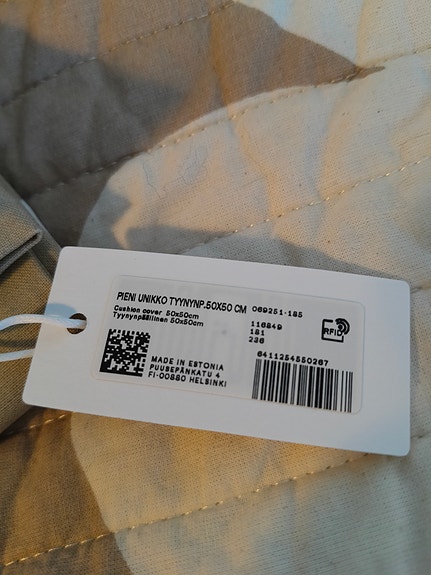 PIENI UNIKKO TYYNYNP.50X50 CM 069251-185
Cushion cover 50x50cm
Tyynynpäällinen 50x50cm
116849
181
236
RFID
6411254550267
MADE IN ESTONIA
PUUSEPÄNKATU 4
FI-00880 HELSINKI